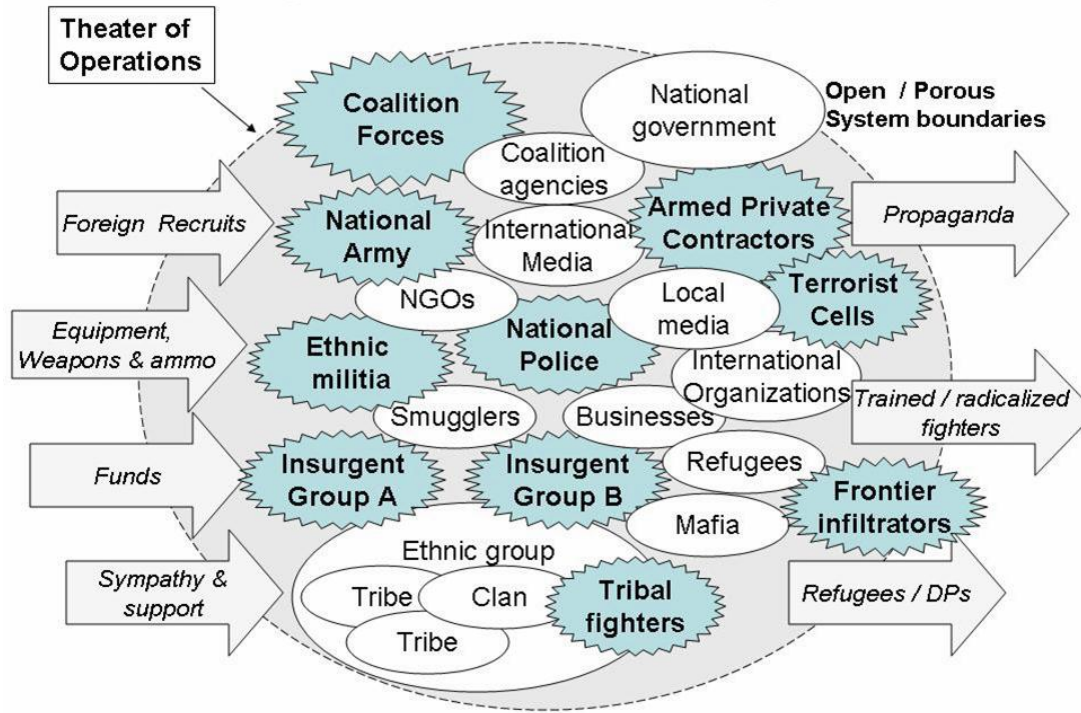 Theater of
Operations
Coalition
Forces
National
government
Open / Porous
System boundaries
Coalition
agencies
Foreign Recruits
National
Army
International
Media
Armed Private
Contractors
Propaganda
NGOs
Local
media
Terrorist
Cells
Equipment,
Weapons & ammo
Ethnic
militia
National
Police
International
Organizations
Smugglers
Businesses
Trained / radicalized
fighters
Funds
Insurgent
Group A
Insurgent
Group B
Refugees
Mafia
Frontier
infiltrators
Sympathy &
support
Ethnic group
Tribe
Clan
Tribe
Tribal
fighters
Refugees / DPs